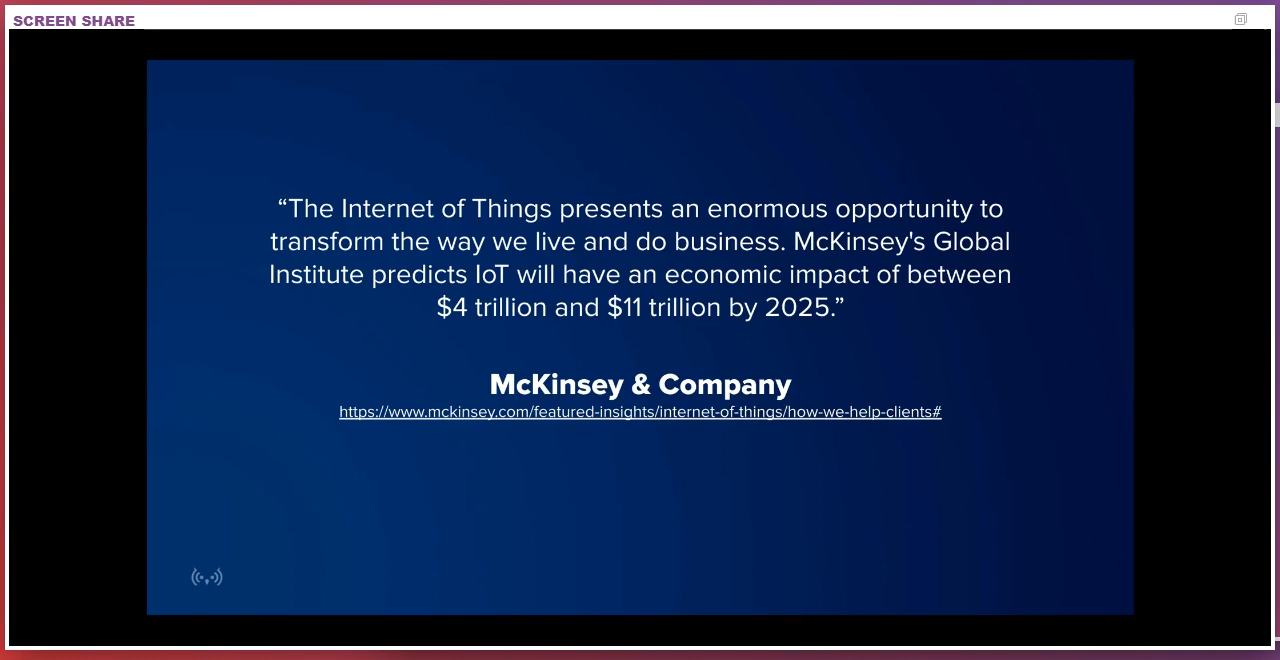 SCREEN SHARE
“The Internet of Things presents an enormous opportunity to
transform the way we live and do business. McKinsey's Global
Institute predicts IoT will have an economic impact of between
$4 trillion and $11 trillion by 2025.”
McKinsey & Company
https://www.mckinsey.com/featured-insights/internet-of-things/how-we-help-clients#